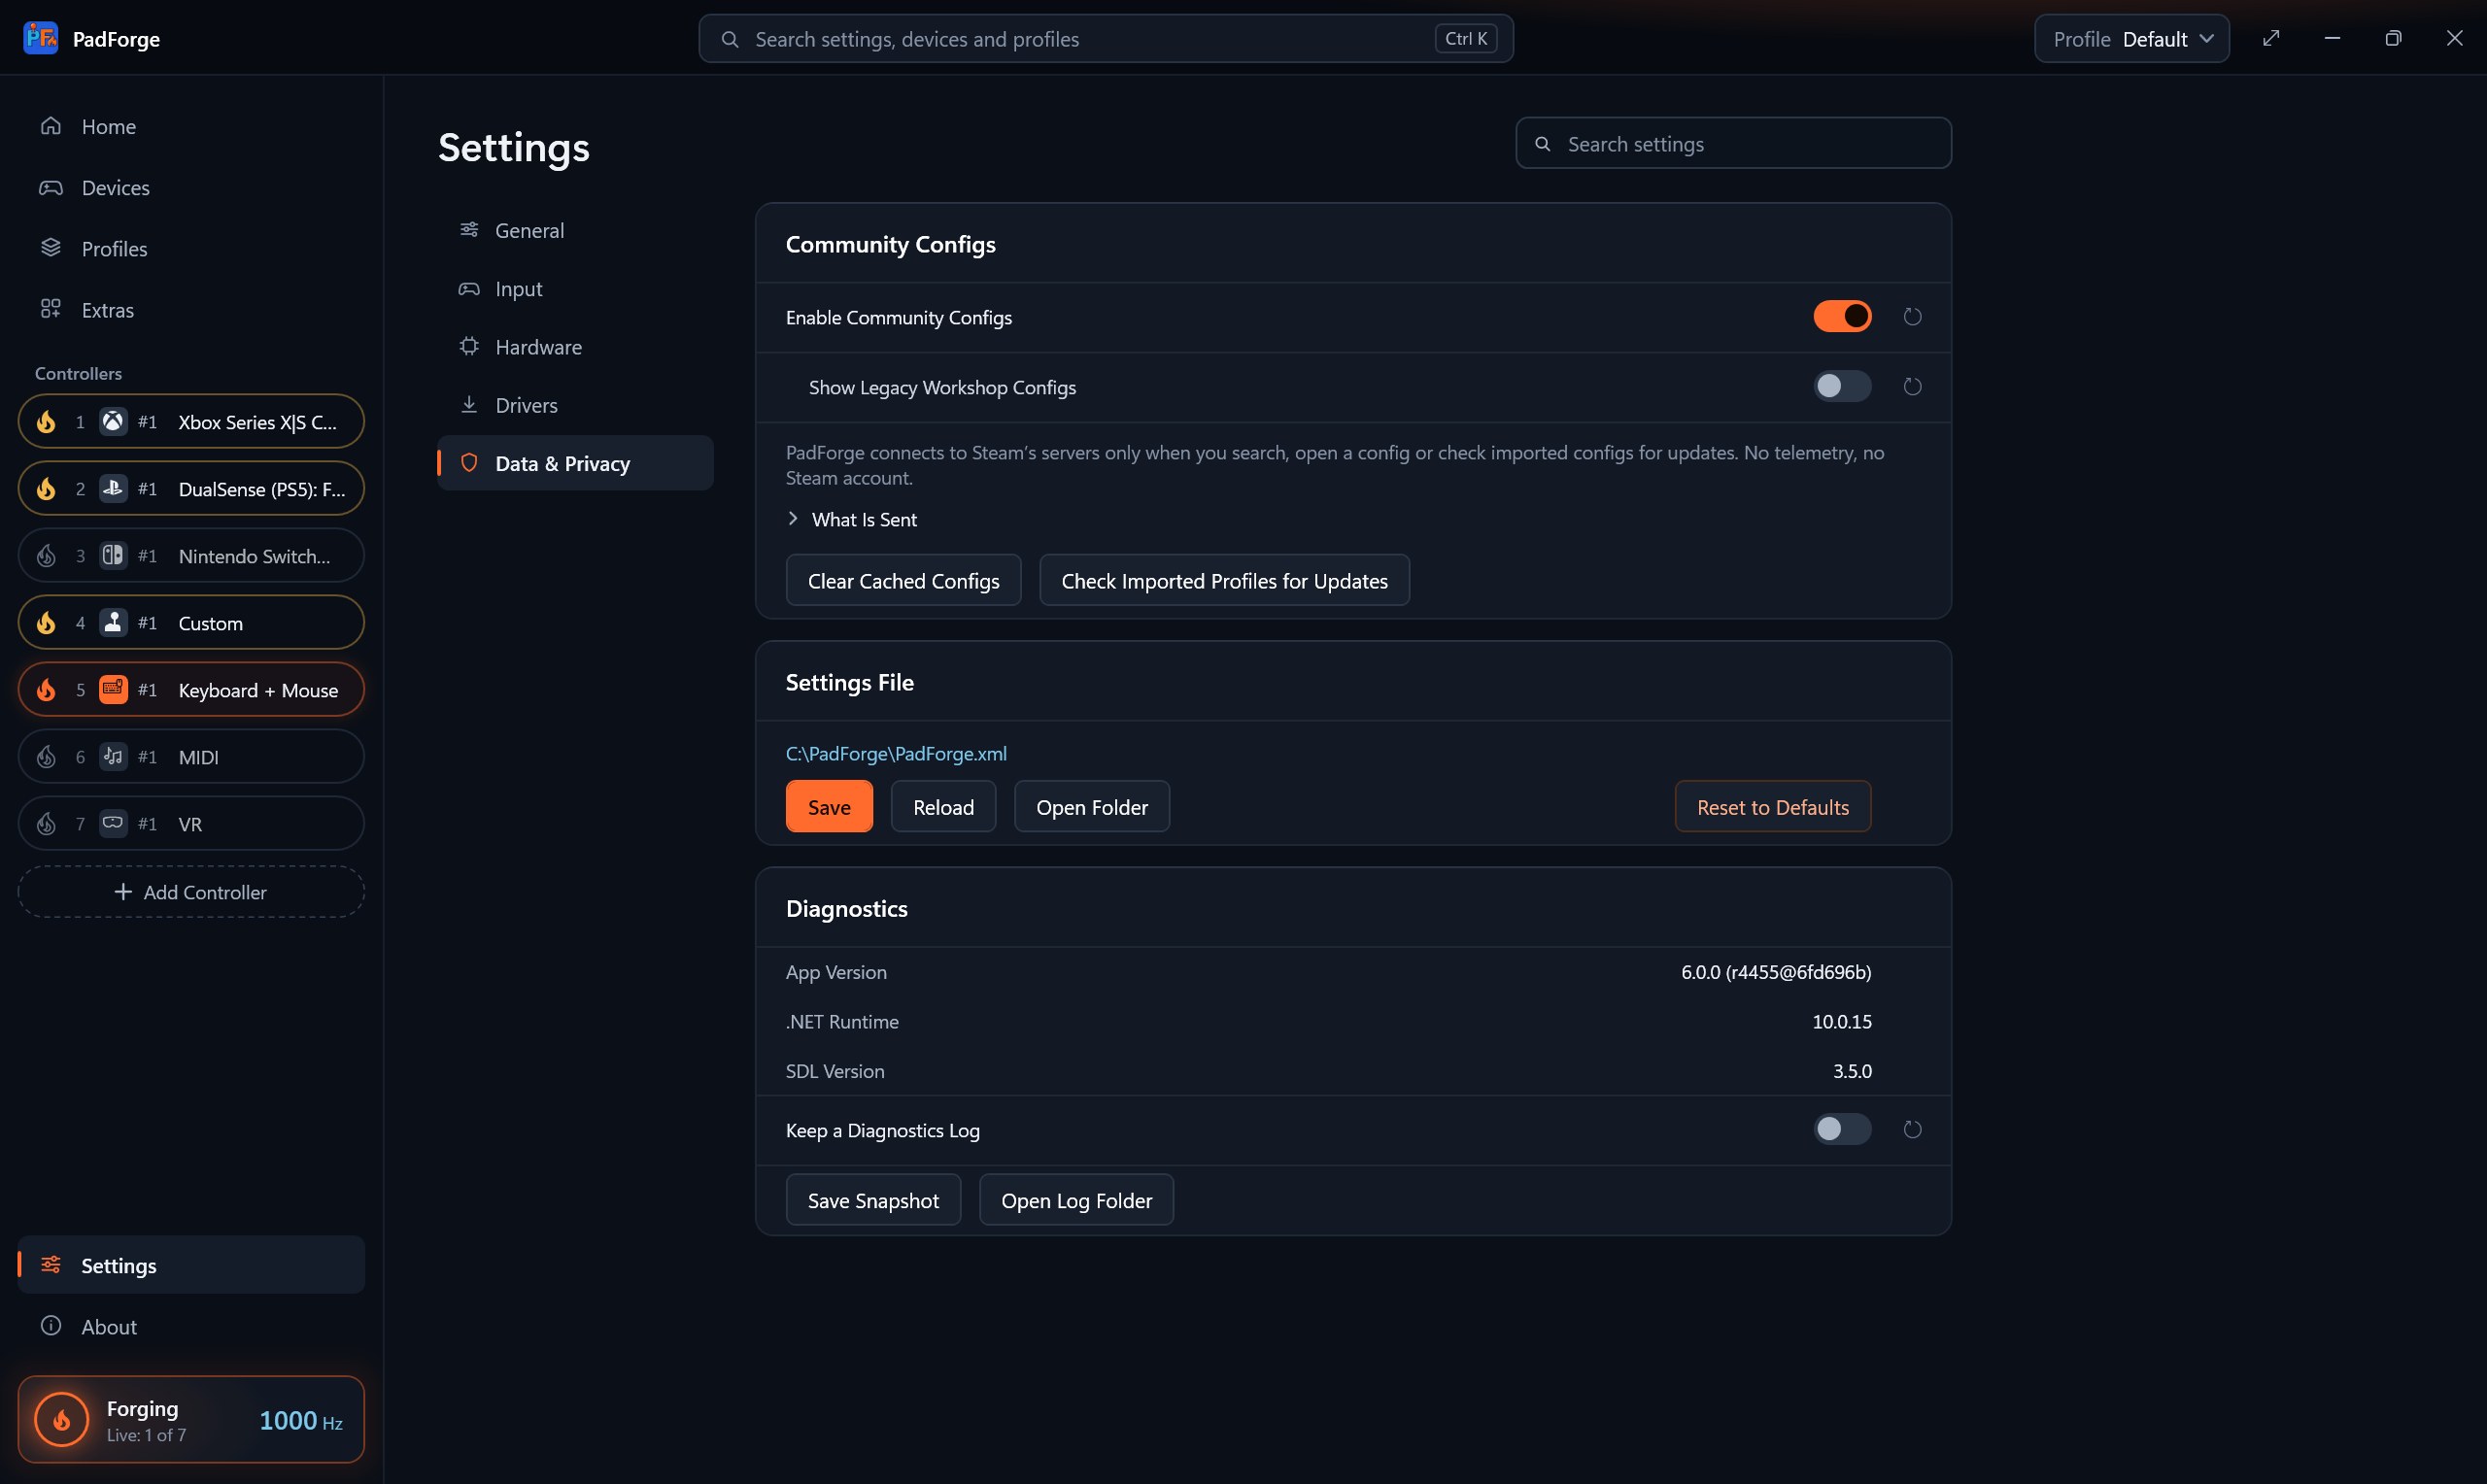 PadForge
Search settings, devices and profiles
Ctrl K
Profile Default
Home
Devices
Profiles
Extras
Controllers
1 #1 Xbox Series X|S C...
2 #1 DualSense (PS5): F...
3 #1 Nintendo Switch...
4 #1 Custom
5 #1 Keyboard + Mouse
6 #1 MIDI
7 #1 VR
Add Controller
Settings
About
Forging
Live: 1 of 7
1000 Hz
Settings
Search settings
General
Input
Hardware
Drivers
Data & Privacy
Community Configs
Enable Community Configs
Show Legacy Workshop Configs
PadForge connects to Steam’s servers only when you search, open a config or check imported configs for updates. No telemetry, no
Steam account.
What Is Sent
Clear Cached Configs
Check Imported Profiles for Updates
Settings File
C:\PadForge\PadForge.xml
Save
Reload
Open Folder
Reset to Defaults
Diagnostics
App Version 6.0.0 (r4455@6fd696b)
.NET Runtime 10.0.15
SDL Version 3.5.0
Keep a Diagnostics Log
Save Snapshot
Open Log Folder